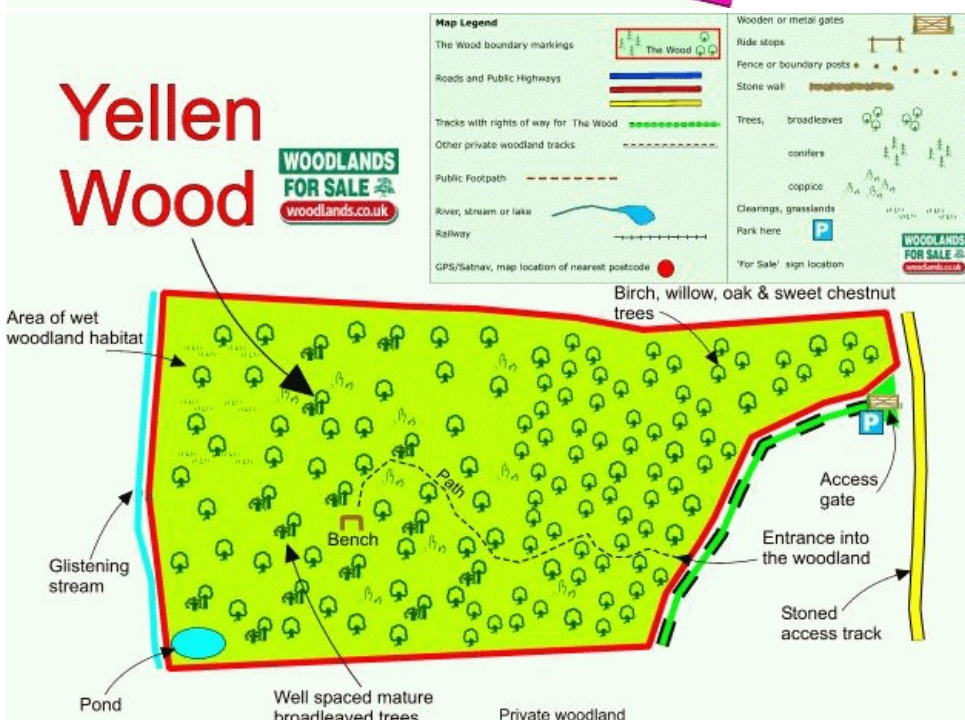 Map Legend
The Wood boundary markings
The Wood
Roads and Public Highways
Tracks with rights of way for The Wood
Other private woodland tracks
Public Footpath
River, stream or lake
Railway
GPS/Satnav, map location of nearest postcode
Wooden or metal gates
Ride stops
Fence or boundary posts
Stone wall
Trees, broadleaves
conifers
coppice
Clearings, grasslands
Park here
P
'For Sale' sign location
WOODLANDS
FOR SALE
woodlands.co.uk
Yellen
Wood
WOODLANDS
FOR SALE
woodlands.co.uk
Birch, willow, oak & sweet chestnut
trees
Area of wet
woodland habitat
P
Access
gate
Path
Bench
Entrance into
the woodland
Glistening
stream
Stoned
access track
Pond
Well spaced mature
broadleaved trees
Private woodland